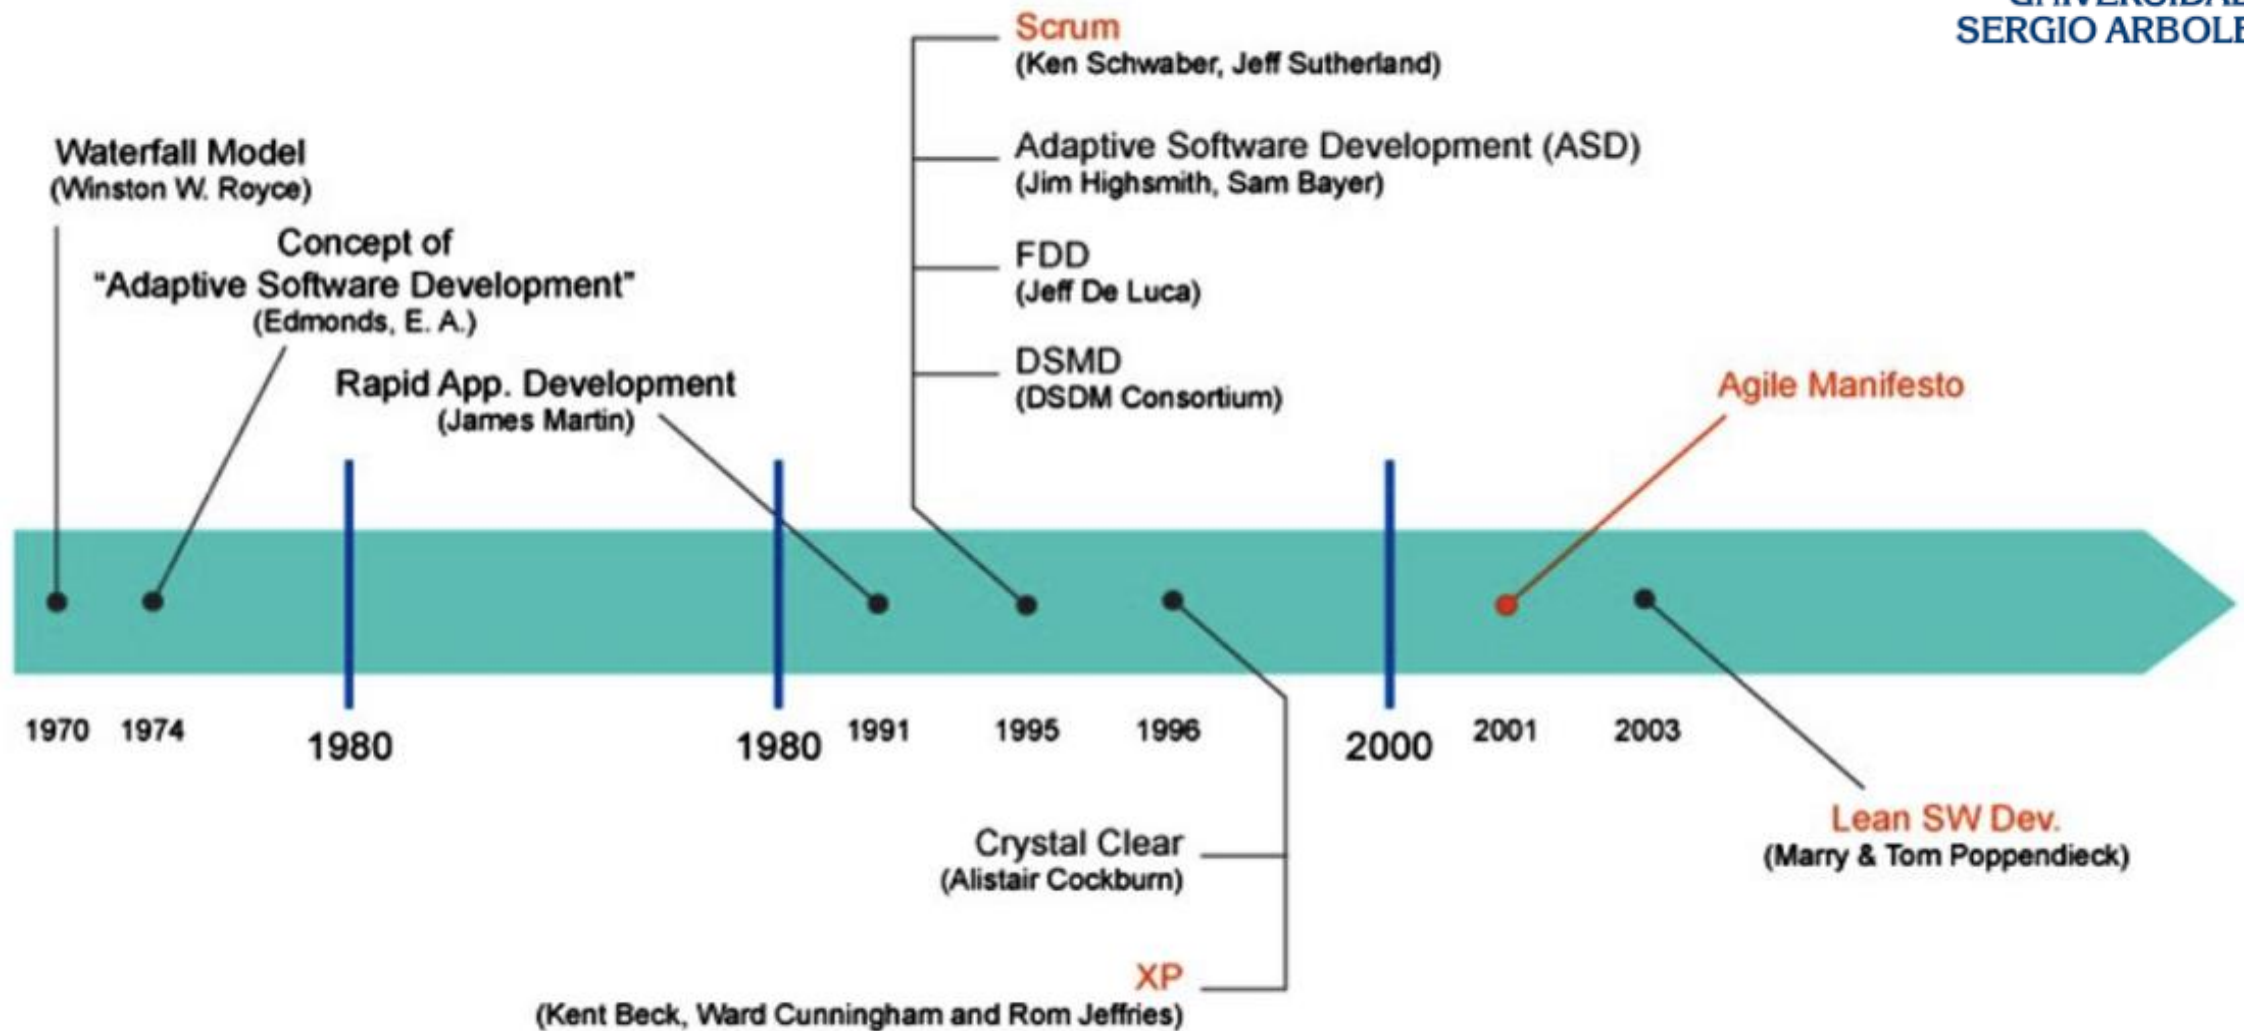 SERGIO ARBOLE
Scrum
(Ken Schwaber, Jeff Sutherland)
Waterfall Model
(Winston W. Royce)
Adaptive Software Development (ASD)
(Jim Highsmith, Sam Bayer)
Concept of
“Adaptive Software Development”
(Edmonds, E. A.)
FDD
(Jeff De Luca)
Rapid App. Development
(James Martin)
DSMD
(DSDM Consortium)
Agile Manifesto
1970
1974
1980
1980
1991
1995
1996
2000
2001
2003
Crystal Clear
(Alistair Cockburn)
Lean SW Dev.
(Marry & Tom Poppendieck)
XP
(Kent Beck, Ward Cunningham and Rom Jeffries)